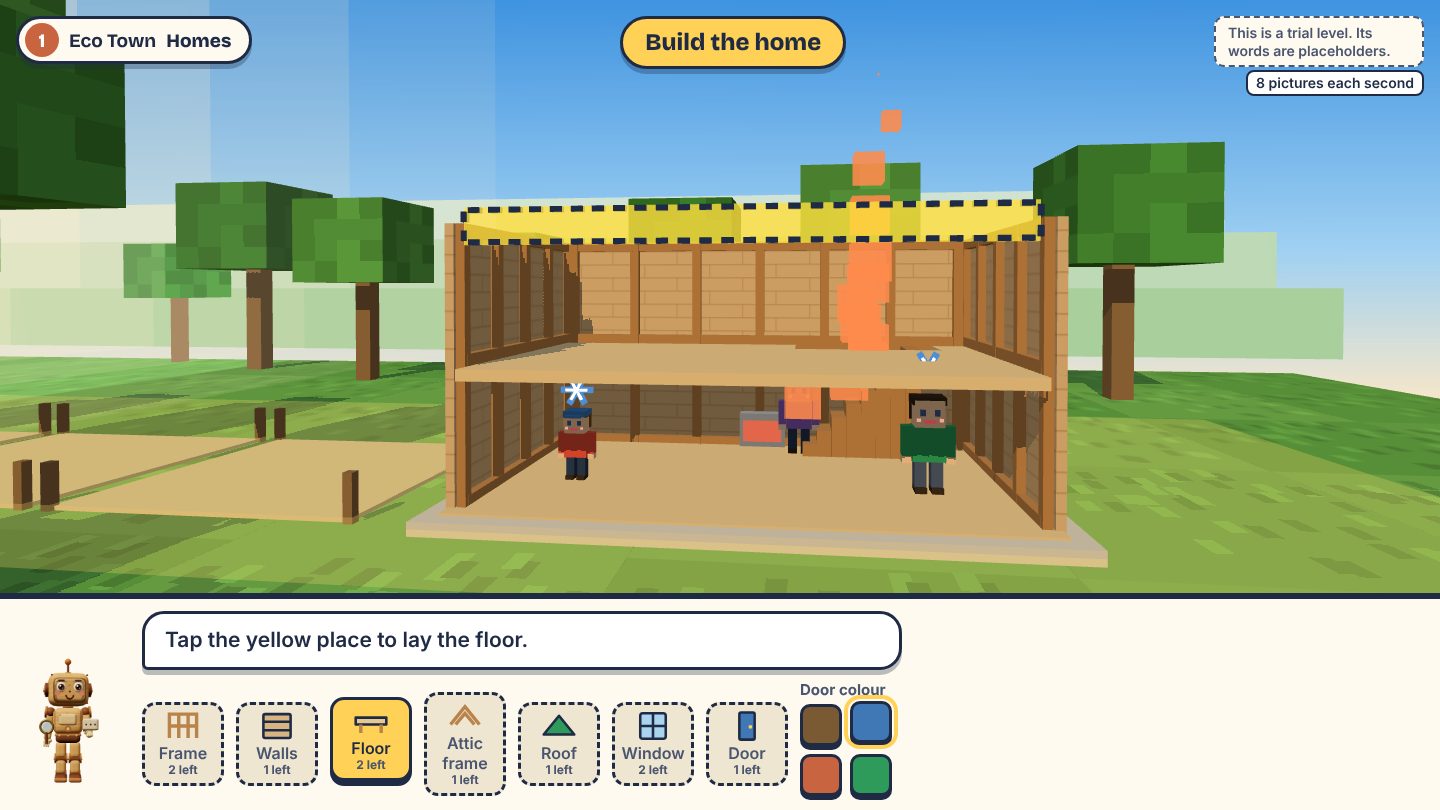 1 Eco Town Homes
Build the home
This is a trial level. Its
words are placeholders.
8 pictures each second
Tap the yellow place to lay the floor.
Door colour
Frame
2 left
Walls
1 left
Floor
2 left
Attic
frame
1 left
Roof
1 left
Window
2 left
Door
1 left